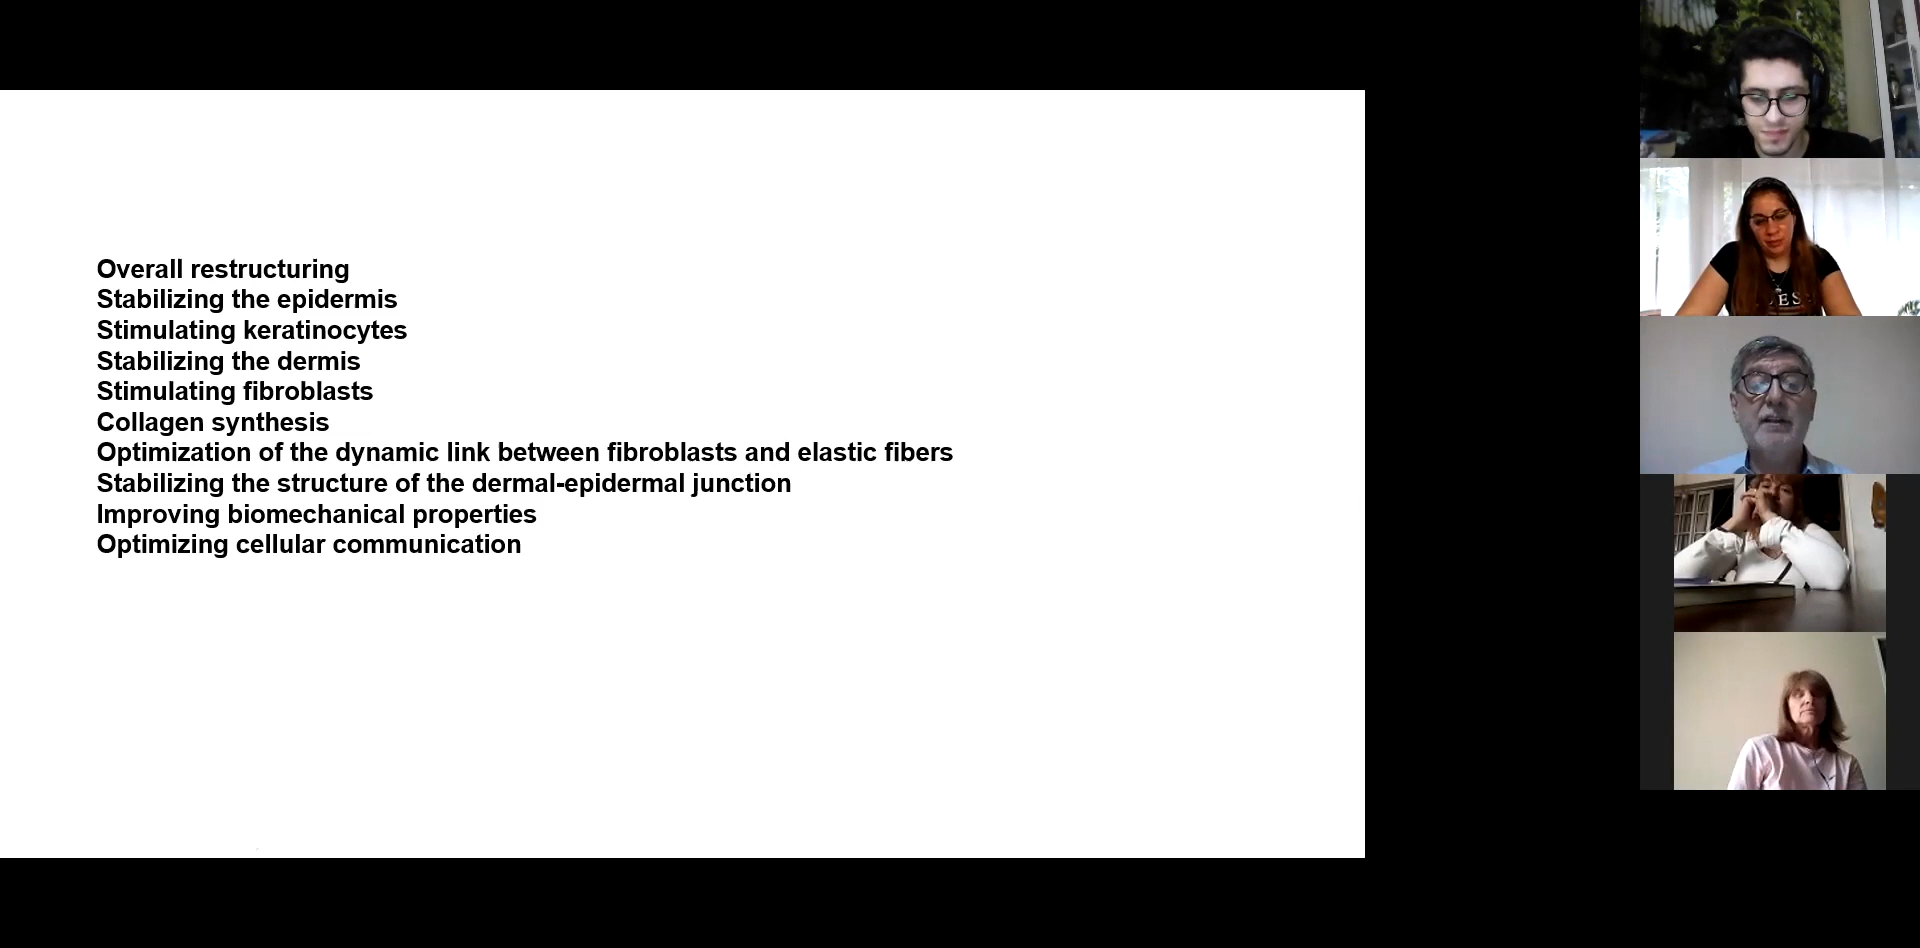 Overall restructuring
Stabilizing the epidermis
Stimulating keratinocytes
Stabilizing the dermis
Stimulating fibroblasts
Collagen synthesis
Optimization of the dynamic link between fibroblasts and elastic fibers
Stabilizing the structure of the dermal-epidermal junction
Improving biomechanical properties
Optimizing cellular communication